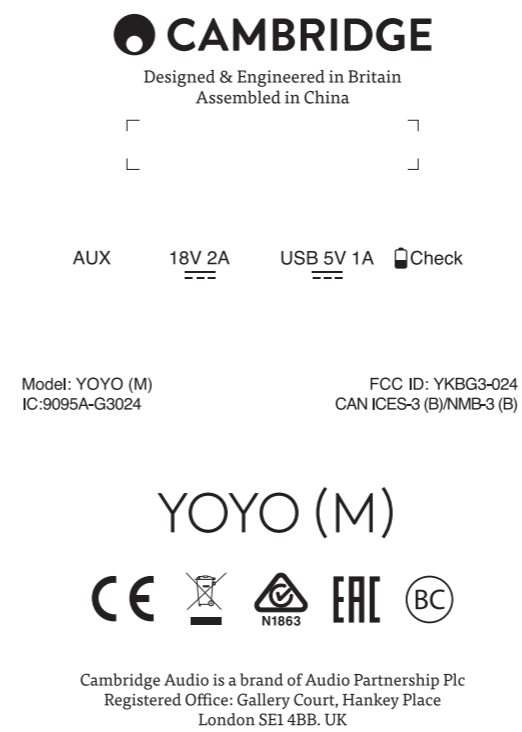 CAMBRIDGE
Designed & Engineered in Britain
Assembled in China
AUX 18V 2A USB 5V 1A Check
Model: YOYO (M) FCC ID: YKBG3-024
IC:9095A-G3024 CAN ICES-3 (B)/NMB-3 (B)
YOYO (M)
CE N1863 EAC BC
Cambridge Audio is a brand of Audio Partnership Plc
Registered Office: Gallery Court, Hankey Place
London SE1 4BB. UK